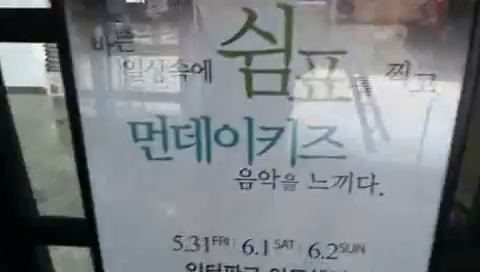 바쁜
일상속에 쉼표 찍고
먼데이키즈
음악을 느끼다.
5.31 FRI | 6.1 SAT | 6.2 SUN